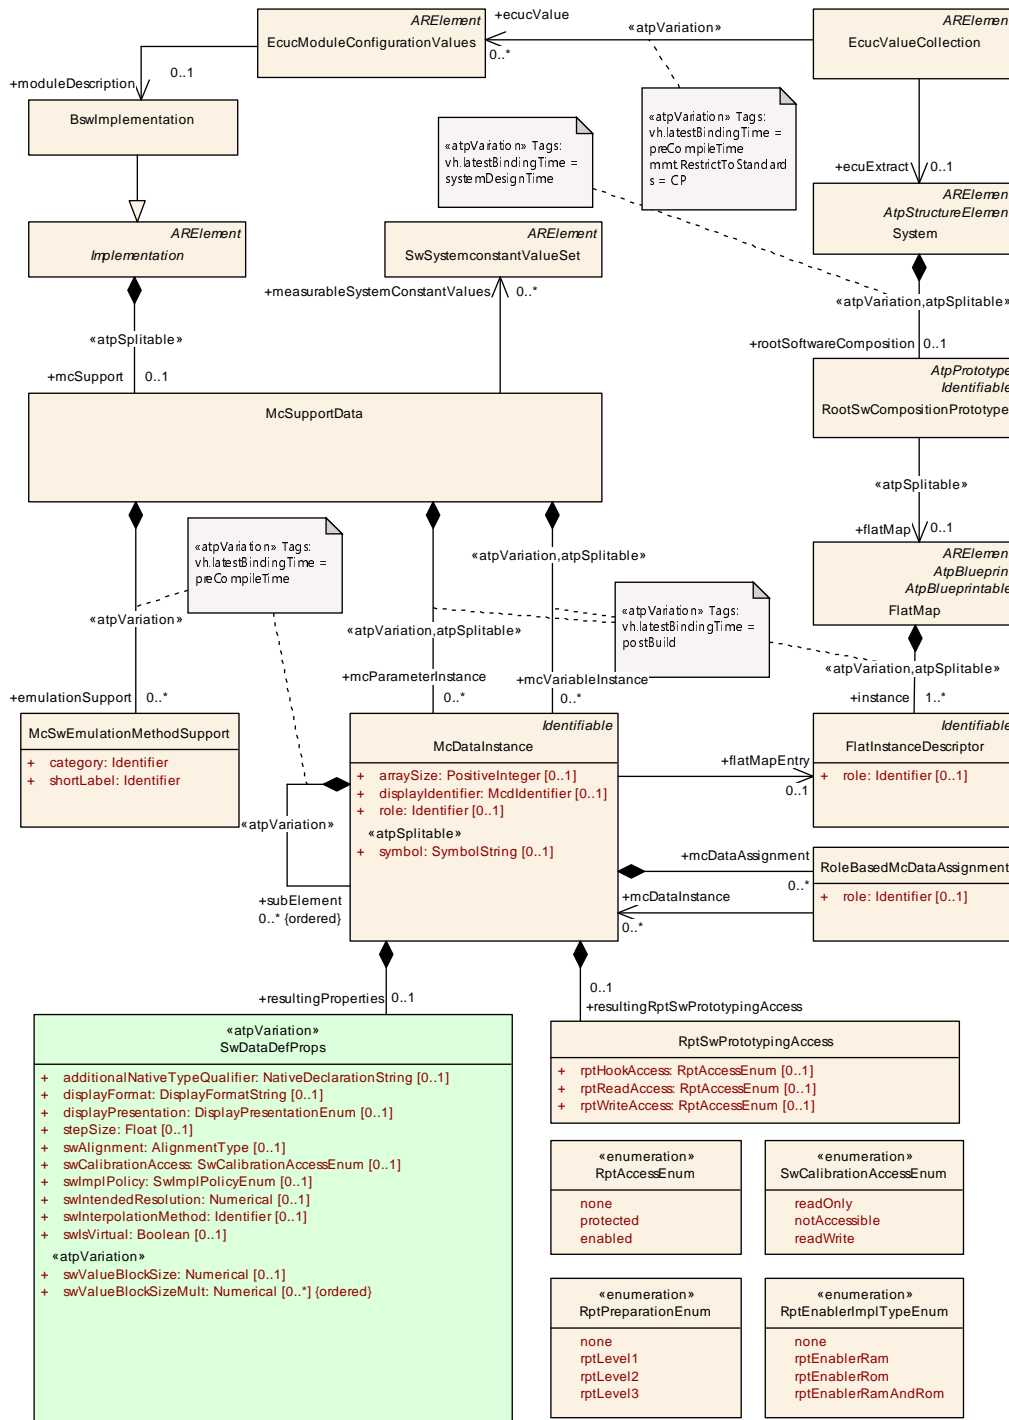 ARElement
EcucModuleConfigurationValues
+ecucValue
0..*
«atpVariation»
ARElemen
EcucValueCollection
+moduleDescription
0..1
BswImplementation
«atpVariation» Tags:
vh.latestBindingTime =
preCompileTime
mmt.RestrictToStandard
s = CP
«atpVariation» Tags:
vh.latestBindingTime =
systemDesignTime
+ecuExtract
0..1
ARElemen
AtpStructureElemen
System
ARElement
Implementation
ARElement
SwSystemconstantValueSet
+measurableSystemConstantValues
0..*
«atpVariation,atpSplitable»
+rootSoftwareComposition
0..1
«atpSplitable»
+mcSupport
0..1
AtpPrototype
Identifiable
RootSwCompositionPrototype
McSupportData
«atpSplitable»
+flatMap
0..1
«atpVariation» Tags:
vh.latestBindingTime =
preCompileTime
«atpVariation,atpSplitable»
ARElemen
AtpBlueprin
AtpBlueprintable
FlatMap
«atpVariation» Tags:
vh.latestBindingTime =
postBuild
«atpVariation»
«atpVariation,atpSplitable»
«atpVariation,atpSplitable»
+emulationSupport
0..*
+mcParameterInstance
0..*
+mcVariableInstance
0..*
+instance
1..*
McSwEmulationMethodSupport
+ category: Identifier
+ shortLabel: Identifier
Identifiable
McDataInstance
+ arraySize: PositiveInteger [0..1]
+ displayIdentifier: McdIdentifier [0..1]
+ role: Identifier [0..1]
«atpSplitable»
+ symbol: SymbolString [0..1]
+flatMapEntry
0..1
Identifiable
FlatInstanceDescriptor
+ role: Identifier [0..1]
«atpVariation»
+subElement
0..* {ordered}
+mcDataAssignment
0..*
+mcDataInstance
0..*
RoleBasedMcDataAssignment
+ role: Identifier [0..1]
+resultingProperties
0..1
0..1
+resultingRptSwPrototypingAccess
«atpVariation»
SwDataDefProps
+ additionalNativeTypeQualifier: NativeDeclarationString [0..1]
+ displayFormat: DisplayFormatString [0..1]
+ displayPresentation: DisplayPresentationEnum [0..1]
+ stepSize: Float [0..1]
+ swAlignment: AlignmentType [0..1]
+ swCalibrationAccess: SwCalibrationAccessEnum [0..1]
+ swImplPolicy: SwImplPolicyEnum [0..1]
+ swIntendedResolution: Numerical [0..1]
+ swInterpolationMethod: Identifier [0..1]
+ swIsVirtual: Boolean [0..1]
«atpVariation»
+ swValueBlockSize: Numerical [0..1]
+ swValueBlockSizeMult: Numerical [0..*] {ordered}
RptSwPrototypingAccess
+ rptHookAccess: RptAccessEnum [0..1]
+ rptReadAccess: RptAccessEnum [0..1]
+ rptWriteAccess: RptAccessEnum [0..1]
«enumeration»
RptAccessEnum
none
protected
enabled
«enumeration»
SwCalibrationAccessEnum
readOnly
notAccessible
readWrite
«enumeration»
RptPreparationEnum
none
rptLevel1
rptLevel2
rptLevel3
«enumeration»
RptEnablerImplTypeEnum
none
rptEnablerRam
rptEnablerRom
rptEnablerRamAndRom